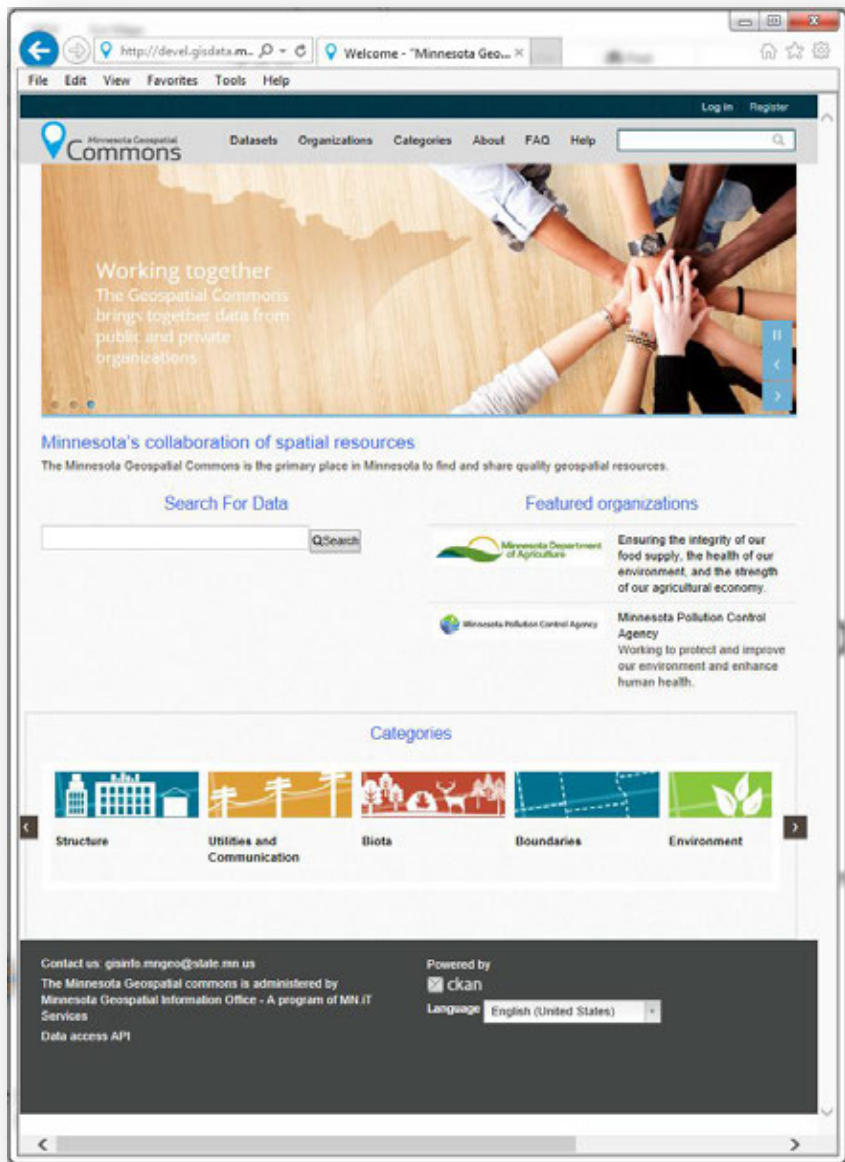 http://devel.gisdata.m..
Welcome - "Minnesota Geo...
File Edit View Favorites Tools Help
Log in Register
Minnesota Geospatial
Commons
Datasets Organizations Categories About FAQ Help
Working together
The Geospatial Commons
brings together data from
public and private
organizations
Minnesota's collaboration of spatial resources
The Minnesota Geospatial Commons is the primary place in Minnesota to find and share quality geospatial resources.
Search For Data
Search
Featured organizations
Minnesota Department
of Agriculture
Ensuring the integrity of our
food supply, the health of our
environment, and the strength
of our agricultural economy.
Minnesota Pollution Control Agency
Minnesota Pollution Control
Agency
Working to protect and improve
our environment and enhance
human health.
Categories
Structure
Utilities and
Communication
Biota
Boundaries
Environment
Contact us: gisinfo.mngeo@state.mn.us
The Minnesota Geospatial commons is administered by
Minnesota Geospatial Information Office - A program of MN.IT
Services
Data access API
Powered by
ckan
Language English (United States)